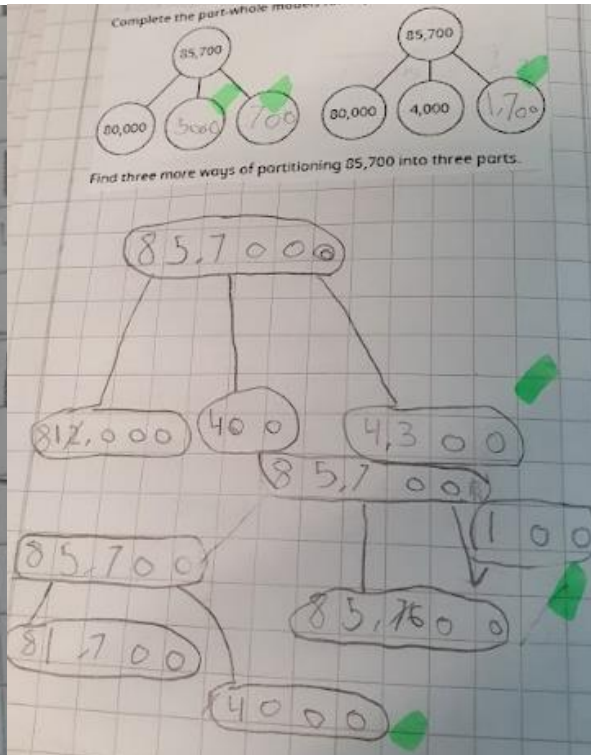 Complete the part-whole
85,700
85,700
80,000 5000 700
80,000 4,000 1,700
Find three more ways of partitioning 85,700 into three parts.
85,7000
812,000 400 4,300
85,700
100
85,700
85,7600
81,700
4000